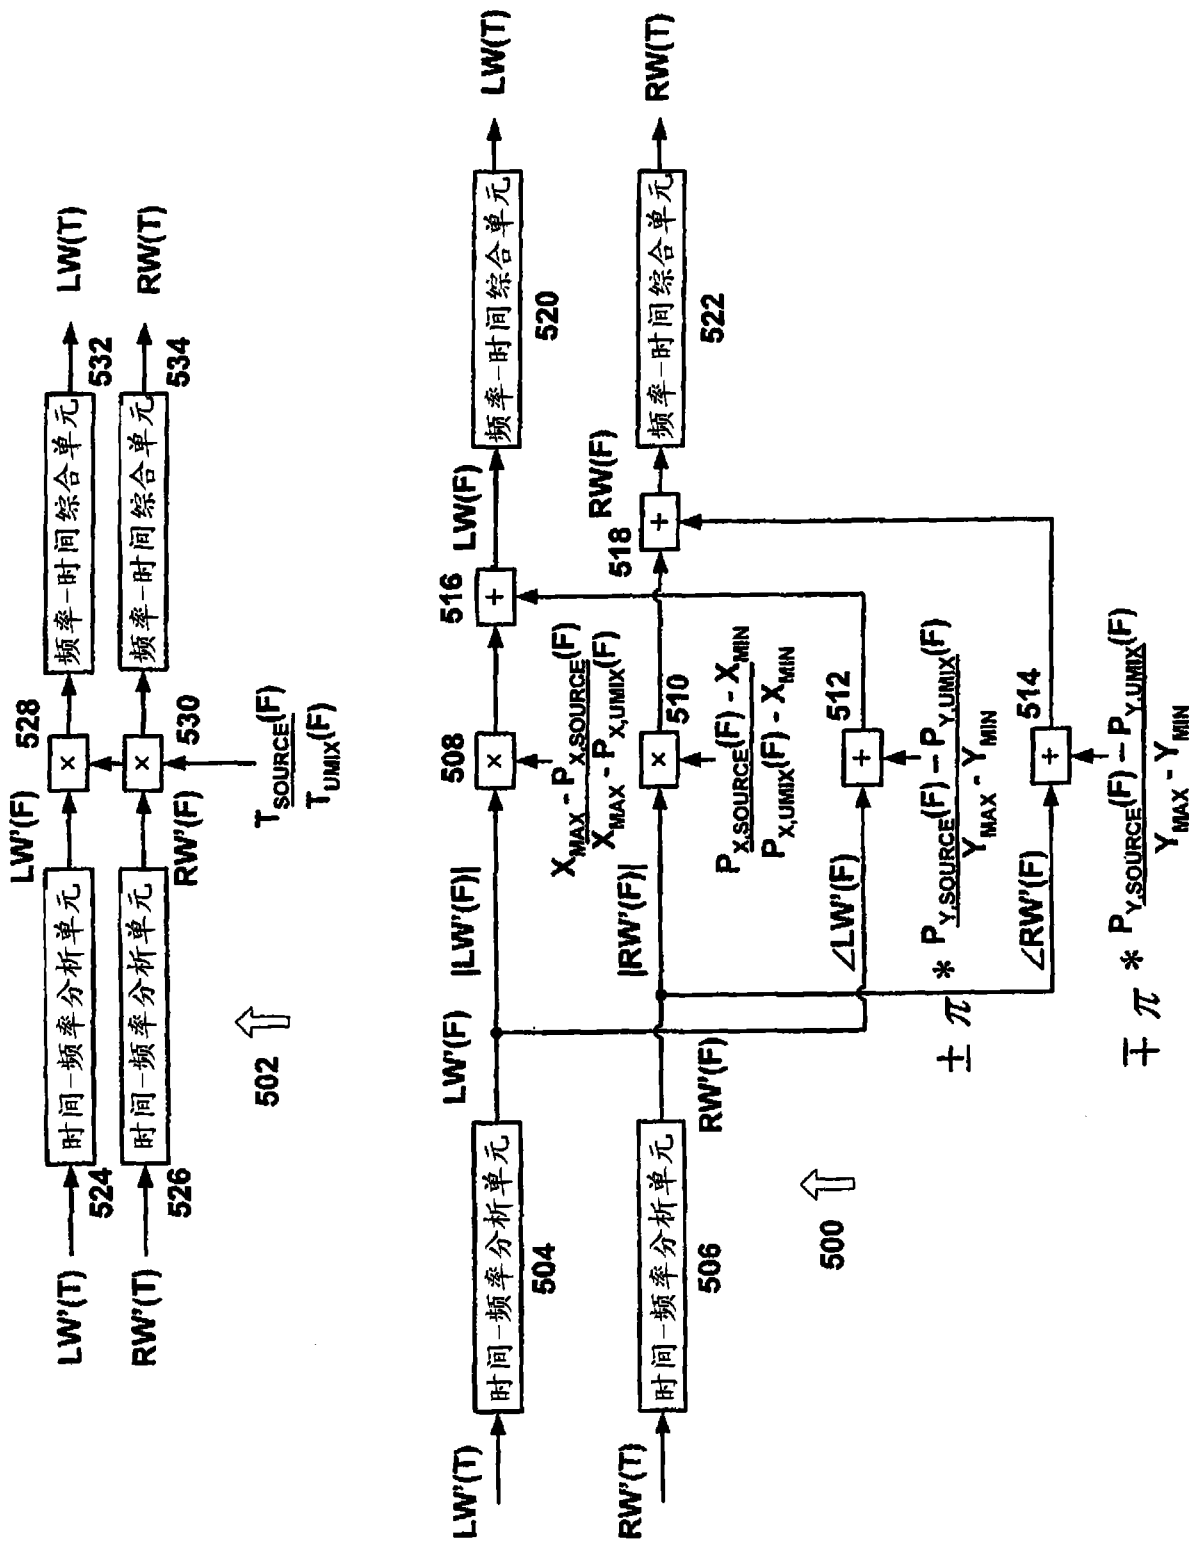 LW'(T)
时间–频率分析单元
524
LW'(F)
×
528
频率–时间综合单元
532
LW(T)
RW'(T)
时间–频率分析单元
526
RW'(F)
×
530
频率–时间综合单元
534
RW(T)
T_SOURCE(F)
T_UMIX(F)
502
LW'(T)
时间–频率分析单元
504
LW'(F)
|LW'(F)|
×
508
X_MAX - P_X,SOURCE(F)
X_MAX - P_X,UMIX(F)
+
516
LW(F)
频率–时间综合单元
520
LW(T)
RW'(T)
时间–频率分析单元
506
RW'(F)
|RW'(F)|
×
510
P_X,SOURCE(F) - X_MIN
P_X,UMIX(F) - X_MIN
+
518
RW(F)
频率–时间综合单元
522
RW(T)
∠LW'(F)
+
512
± π * P_Y,SOURCE(F) – P_Y,UMIX(F)
Y_MAX - Y_MIN
∠RW'(F)
+
514
∓ π * P_Y,SOURCE(F) – P_Y,UMIX(F)
Y_MAX - Y_MIN
500